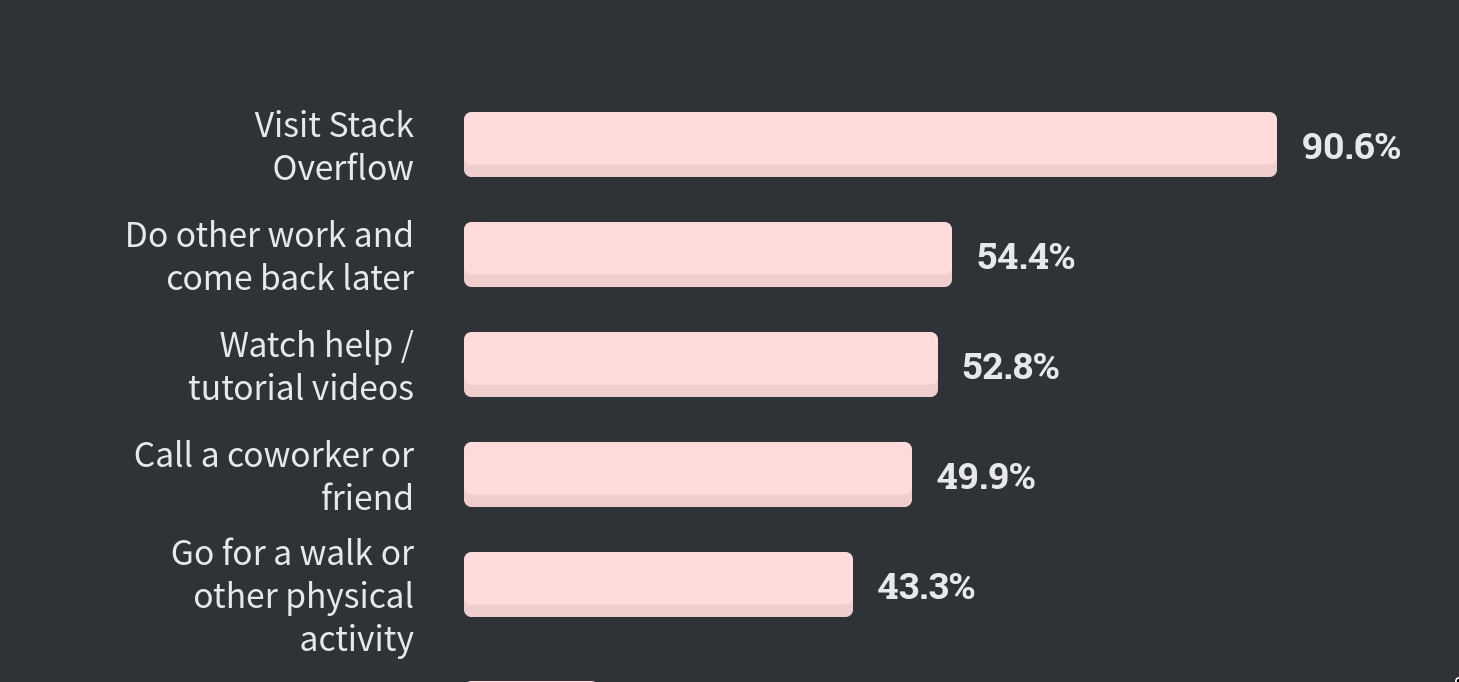 Visit Stack
Overflow
90.6%
Do other work and
come back later
54.4%
Watch help /
tutorial videos
52.8%
Call a coworker or
friend
49.9%
Go for a walk or
other physical
activity
43.3%